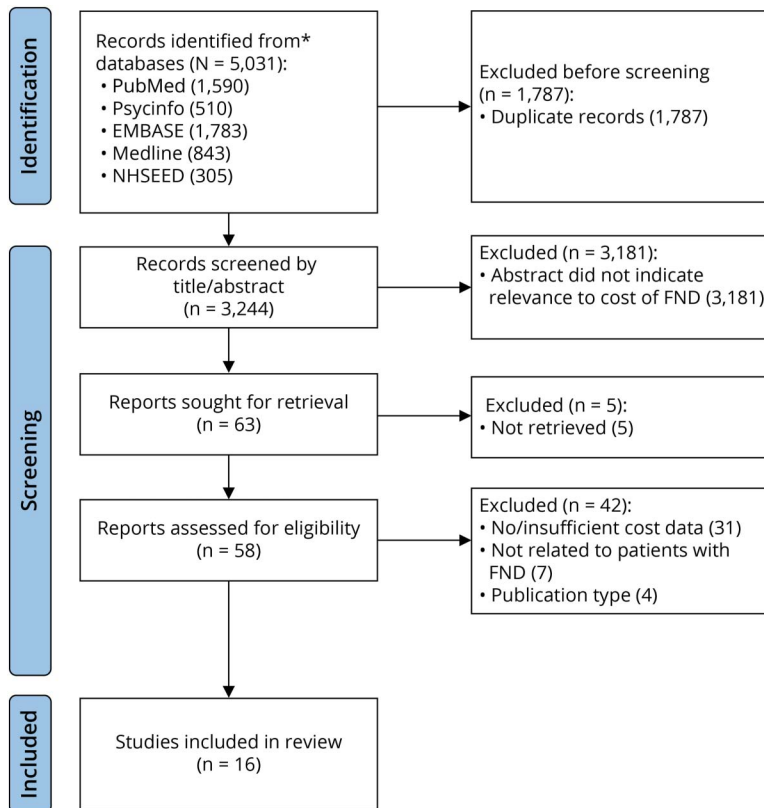 Identification
Records identified from*
databases (N = 5,031):
• PubMed (1,590)
• Psycinfo (510)
• EMBASE (1,783)
• Medline (843)
• NHSEED (305)
Excluded before screening
(n = 1,787):
• Duplicate records (1,787)
Screening
Records screened by
title/abstract
(n = 3,244)
Excluded (n = 3,181):
• Abstract did not indicate
relevance to cost of FND (3,181)
Reports sought for retrieval
(n = 63)
Excluded (n = 5):
• Not retrieved (5)
Reports assessed for eligibility
(n = 58)
Excluded (n = 42):
• No/insufficient cost data (31)
• Not related to patients with
FND (7)
• Publication type (4)
Included
Studies included in review
(n = 16)